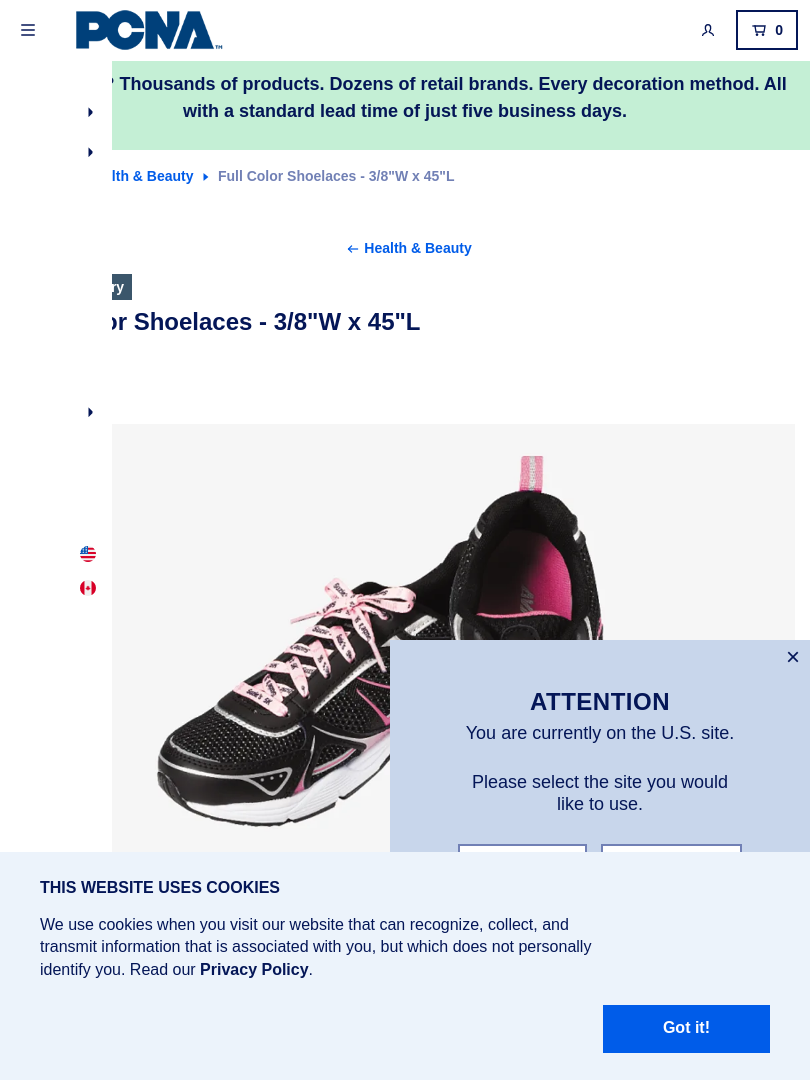 PCNA
TM
0
? Thousands of products. Dozens of retail brands. Every decoration method. All
with a standard lead time of just five business days.
lth & Beauty
Full Color Shoelaces - 3/8"W x 45"L
Health & Beauty
ry
or Shoelaces - 3/8"W x 45"L
ATTENTION
You are currently on the U.S. site.
Please select the site you would
like to use.
THIS WEBSITE USES COOKIES
We use cookies when you visit our website that can recognize, collect, and
transmit information that is associated with you, but which does not personally
identify you. Read our Privacy Policy.
Got it!